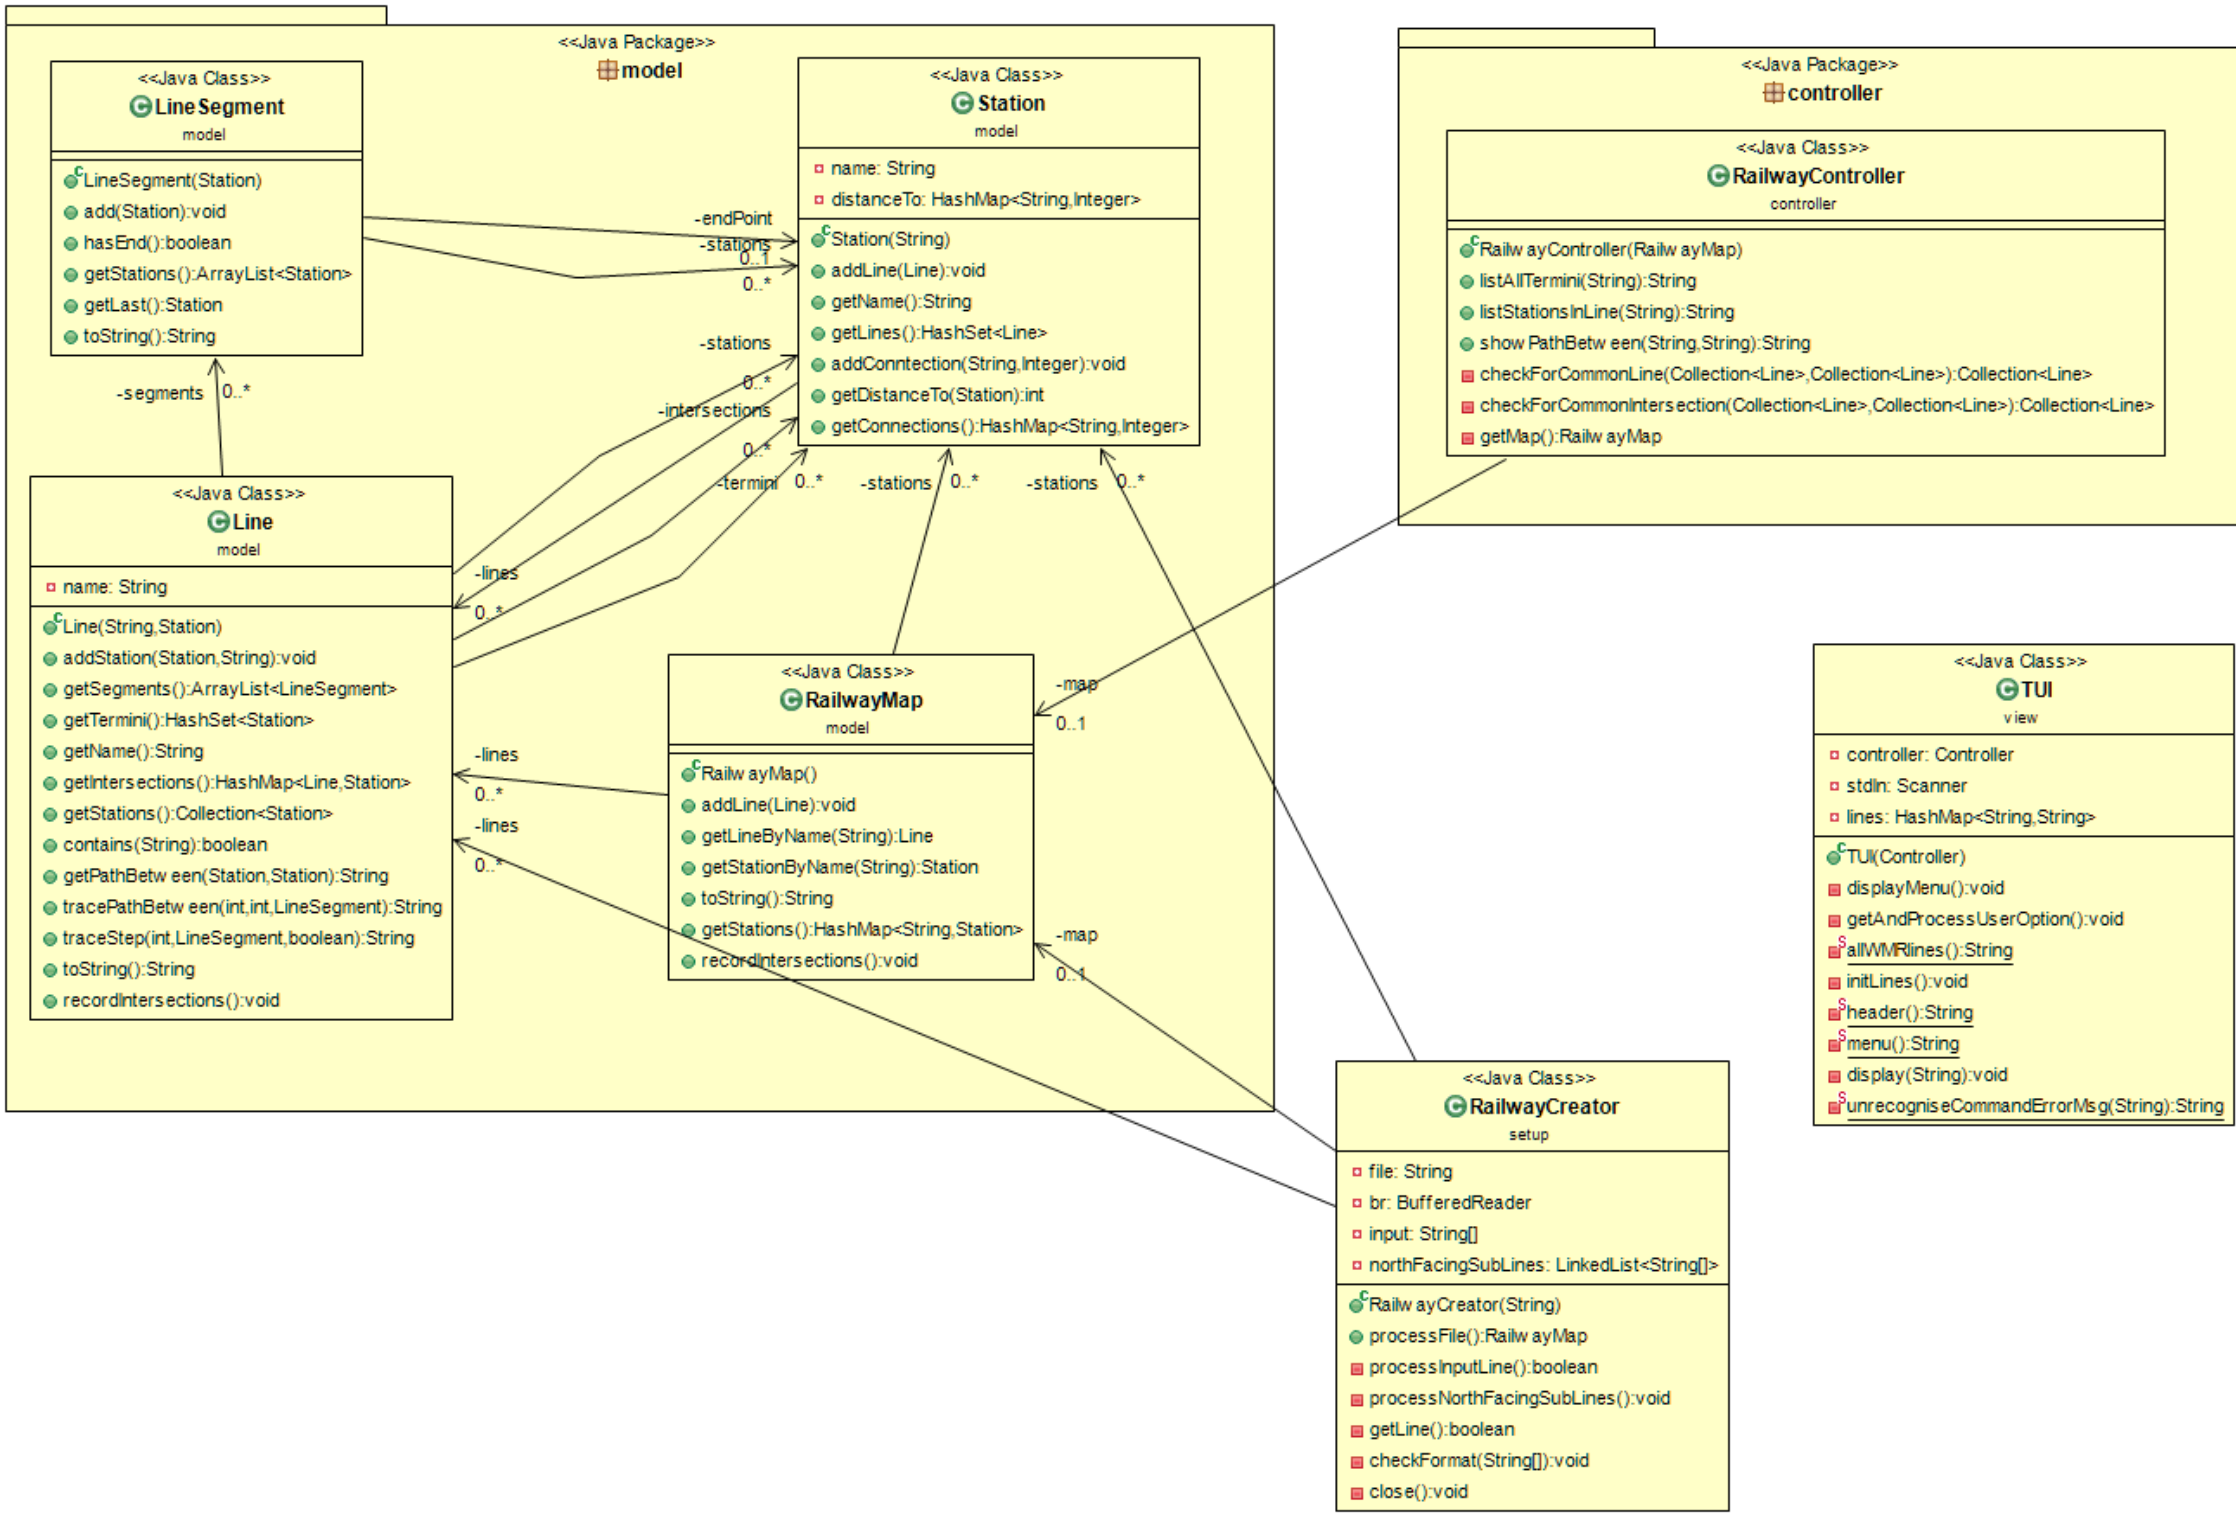 <<Java Package>>
model
<<Java Class>>
LineSegment
model
LineSegment(Station)
add(Station):void
hasEnd():boolean
getStations():ArrayList<Station>
getLast():Station
toString():String
<<Java Class>>
Station
model
name: String
distanceTo: HashMap<String,Integer>
Station(String)
addLine(Line):void
getName():String
getLines():HashSet<Line>
addConntection(String,Integer):void
getDistanceTo(Station):int
getConnections():HashMap<String,Integer>
-endPoint
0..1
-stations
0..*
-stations
0..*
-intersections
0..*
-termini
0..*
-stations
0..*
-stations
0..*
-segments
0..*
<<Java Class>>
Line
model
name: String
Line(String,Station)
addStation(Station,String):void
getSegments():ArrayList<LineSegment>
getTermini():HashSet<Station>
getName():String
getIntersections():HashMap<Line,Station>
getStations():Collection<Station>
contains(String):boolean
getPathBetween(Station,Station):String
tracePathBetween(int,int,LineSegment):String
traceStep(int,LineSegment,boolean):String
toString():String
recordIntersections():void
-lines
0..*
-lines
0..*
-lines
0..*
<<Java Class>>
RailwayMap
model
RailwayMap()
addLine(Line):void
getLineByName(String):Line
getStationByName(String):Station
toString():String
getStations():HashMap<String,Station>
recordIntersections():void
-map
0..1
-map
0..1
<<Java Package>>
controller
<<Java Class>>
RailwayController
controller
RailwayController(RailwayMap)
listAllTermini(String):String
listStationsInLine(String):String
showPathBetween(String,String):String
checkForCommonLine(Collection<Line>,Collection<Line>):Collection<Line>
checkForCommonIntersection(Collection<Line>,Collection<Line>):Collection<Line>
getMap():RailwayMap
<<Java Class>>
TUI
view
controller: Controller
stdIn: Scanner
lines: HashMap<String,String>
TUI(Controller)
displayMenu():void
getAndProcessUserOption():void
allWMRlines():String
initLines():void
header():String
menu():String
display(String):void
unrecogniseCommandErrorMsg(String):String
<<Java Class>>
RailwayCreator
setup
file: String
br: BufferedReader
input: String[]
northFacingSubLines: LinkedList<String[]>
RailwayCreator(String)
processFile():RailwayMap
processInputLine():boolean
processNorthFacingSubLines():void
getLine():boolean
checkFormat(String[]):void
close():void